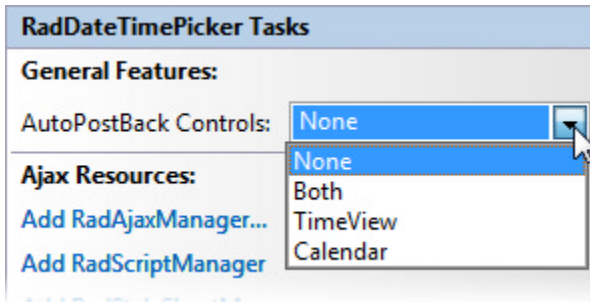 RadDateTimePicker Tasks
General Features:
AutoPostBack Controls: None
None
Both
TimeView
Calendar
Ajax Resources:
Add RadAjaxManager...
Add RadScriptManager